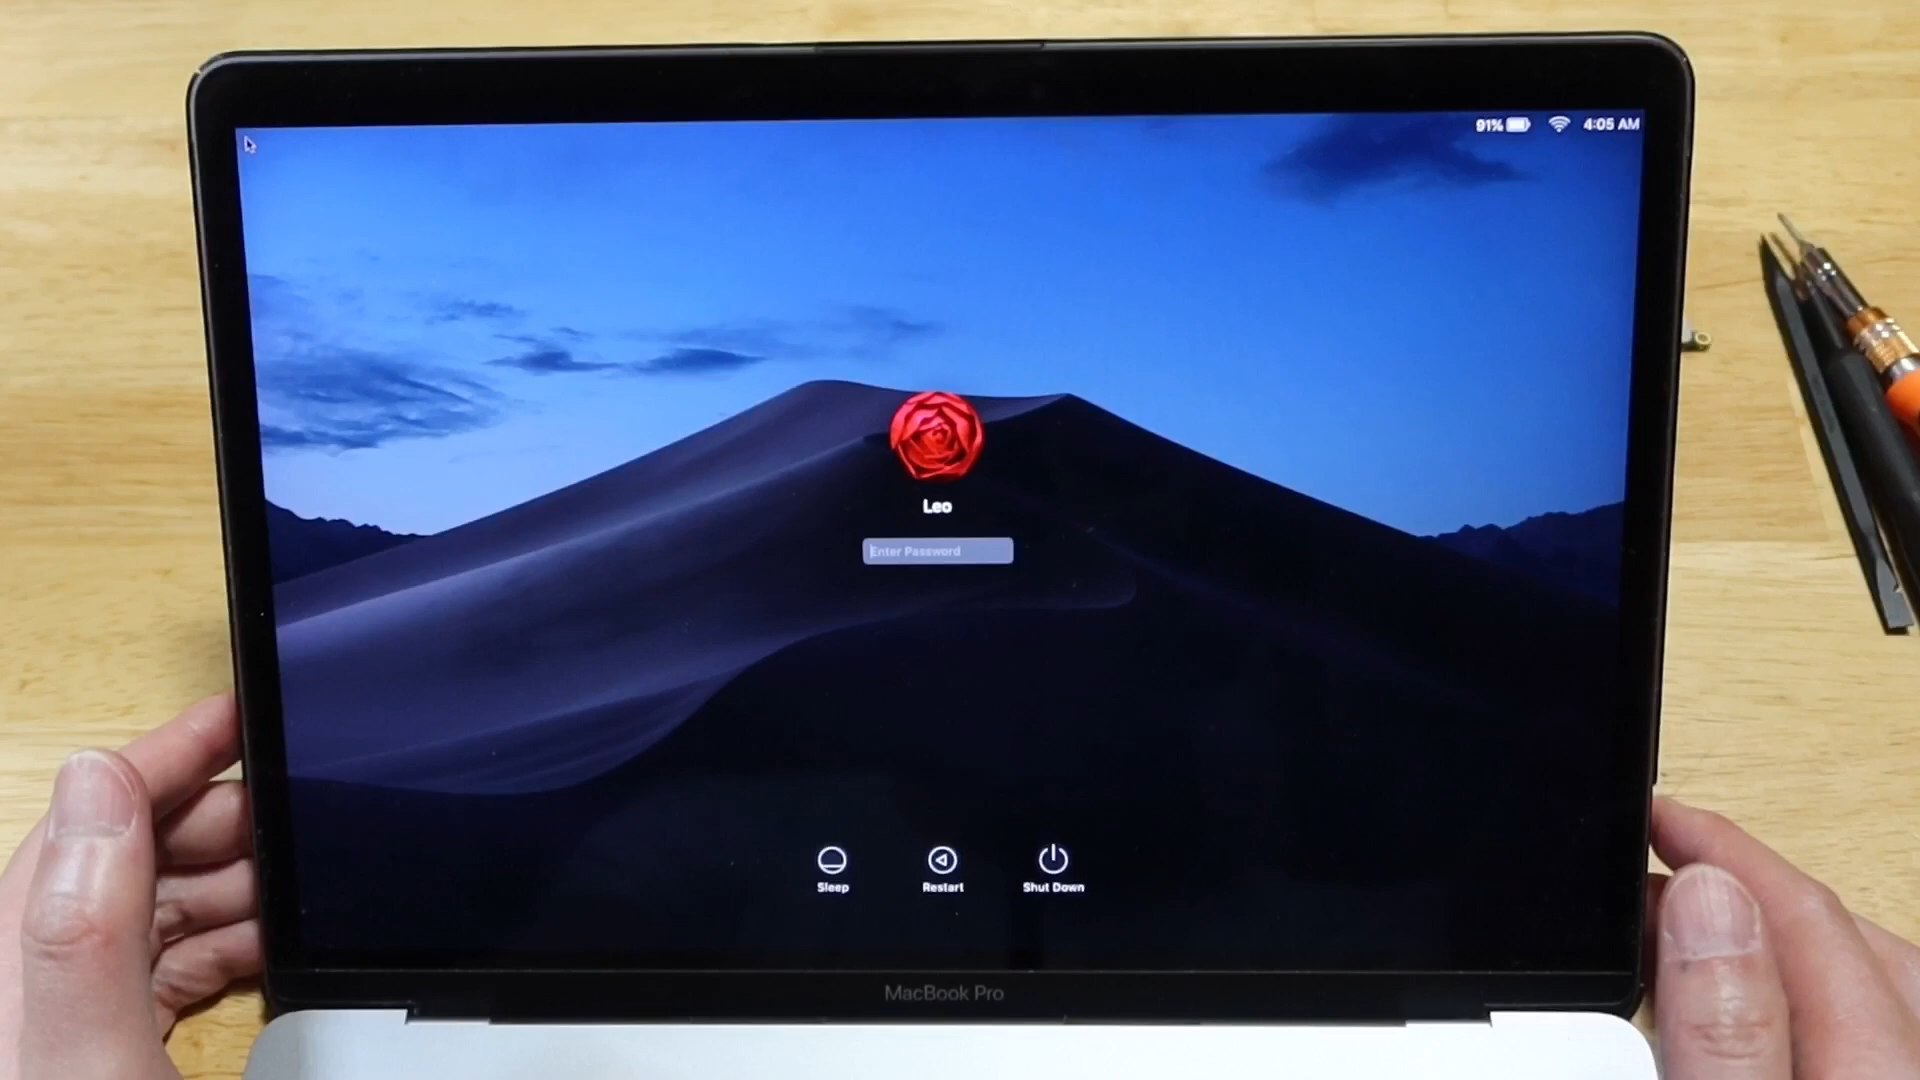 91% 4:05 AM
Leo
Enter Password
Sleep Restart Shut Down
MacBook Pro